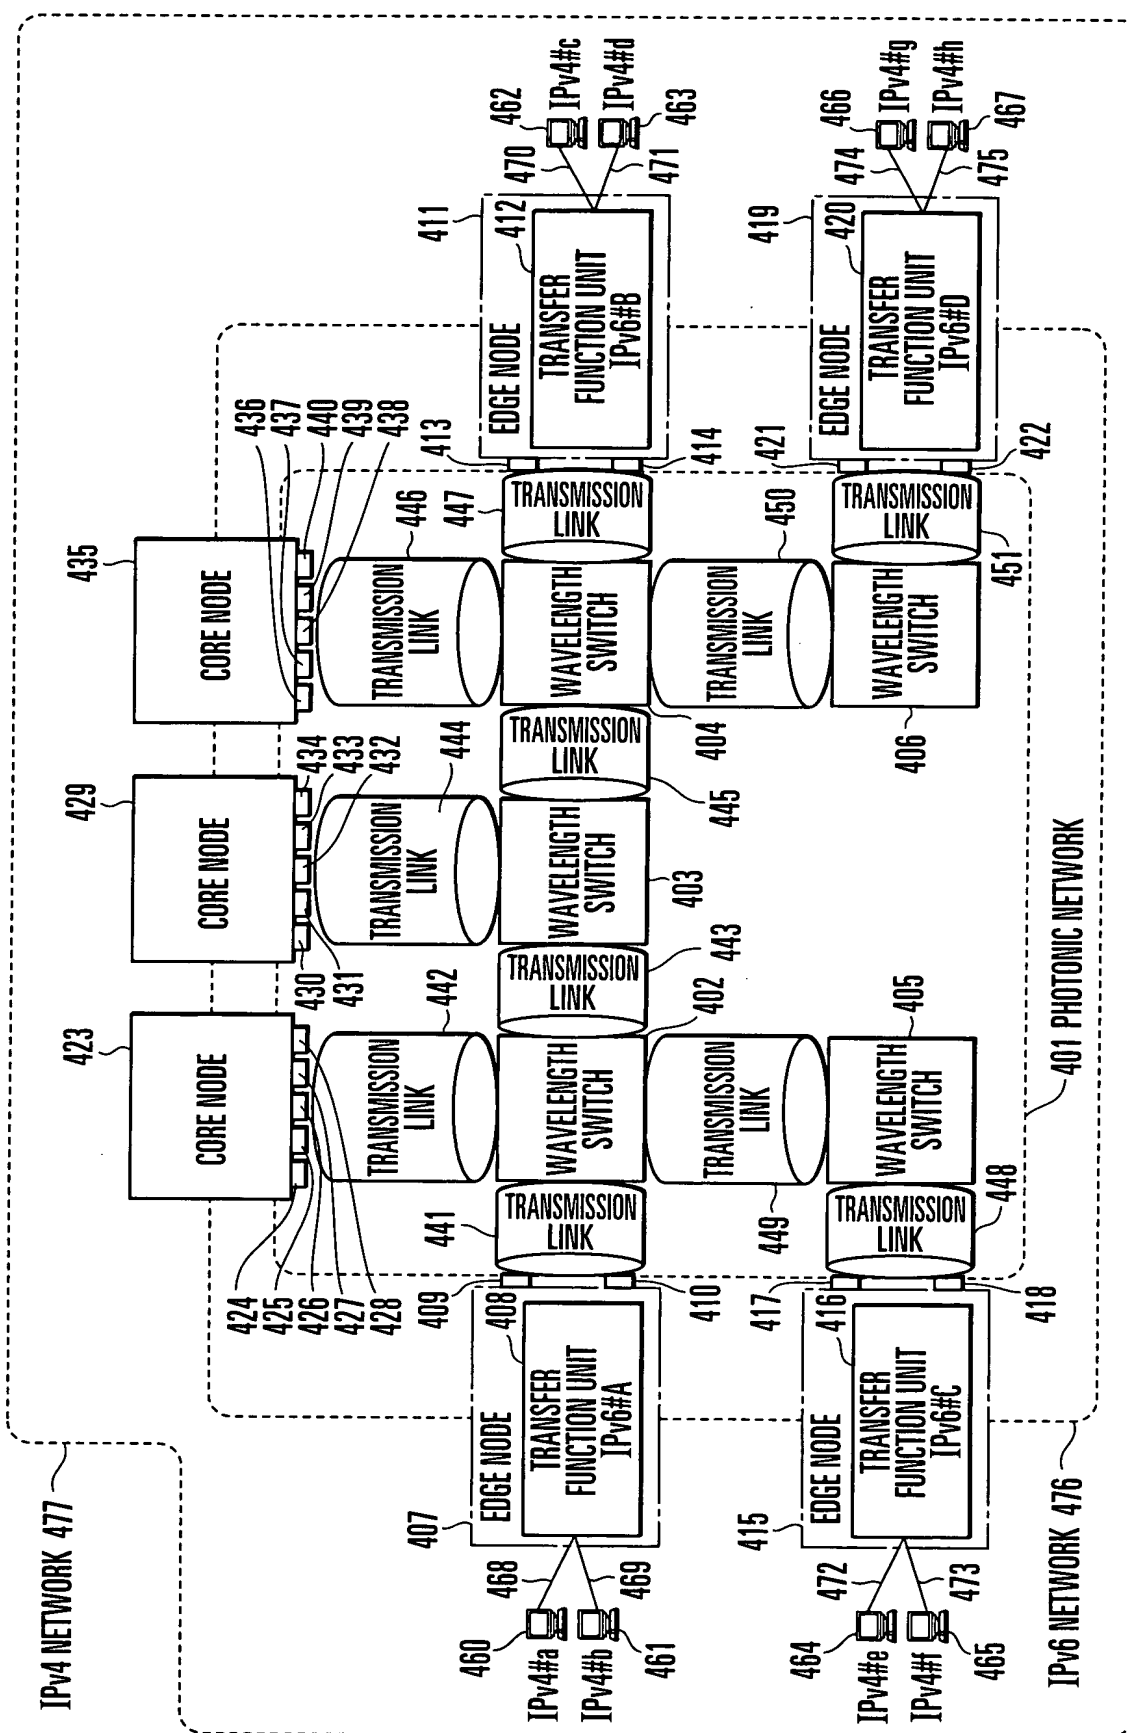 IPv4 NETWORK 477
423
CORE NODE
429
CORE NODE
435
CORE NODE
424
425
426
427
428
430
431
434
433
432
436
437
440
439
438
442
TRANSMISSION
LINK
444
TRANSMISSION
LINK
446
TRANSMISSION
LINK
407
EDGE NODE
408
TRANSFER
FUNCTION UNIT
IPv6#A
409
410
441
TRANSMISSION
LINK
WAVELENGTH
SWITCH
402
TRANSMISSION
LINK
443
WAVELENGTH
SWITCH
403
TRANSMISSION
LINK
445
WAVELENGTH
SWITCH
404
447
TRANSMISSION
LINK
413
414
411
EDGE NODE
412
TRANSFER
FUNCTION UNIT
IPv6#B
460
IPv4#a
468
IPv4#b
461
469
470
462
IPv4#c
471
463
IPv4#d
TRANSMISSION
LINK
449
TRANSMISSION
LINK
450
415
EDGE NODE
416
TRANSFER
FUNCTION UNIT
IPv6#C
417
418
TRANSMISSION
LINK
448
405
WAVELENGTH
SWITCH
WAVELENGTH
SWITCH
406
TRANSMISSION
LINK
451
421
422
419
EDGE NODE
420
TRANSFER
FUNCTION UNIT
IPv6#D
464
IPv4#e
472
IPv4#f
465
473
474
466
IPv4#g
475
467
IPv4#h
401 PHOTONIC NETWORK
IPv6 NETWORK 476